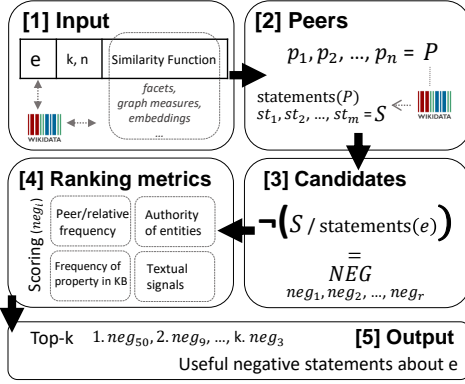 [1] Input
e
k, n
Similarity Function
facets,
graph measures,
embeddings
...
WIKIDATA
[2] Peers
p₁, p₂, ..., pₙ = P
statements(P)
st₁, st₂, ..., stₘ = S
WIKIDATA
[4] Ranking metrics
Scoring (negᵢ)
Peer/relative
frequency
Authority
of entities
Frequency of
property in KB
Textual
signals
[3] Candidates
¬(S / statements(e))
=
NEG
neg₁, neg₂, ..., negᵣ
[5] Output
Top-k 1. neg₅₀, 2. neg₉, ..., k. neg₃
Useful negative statements about e